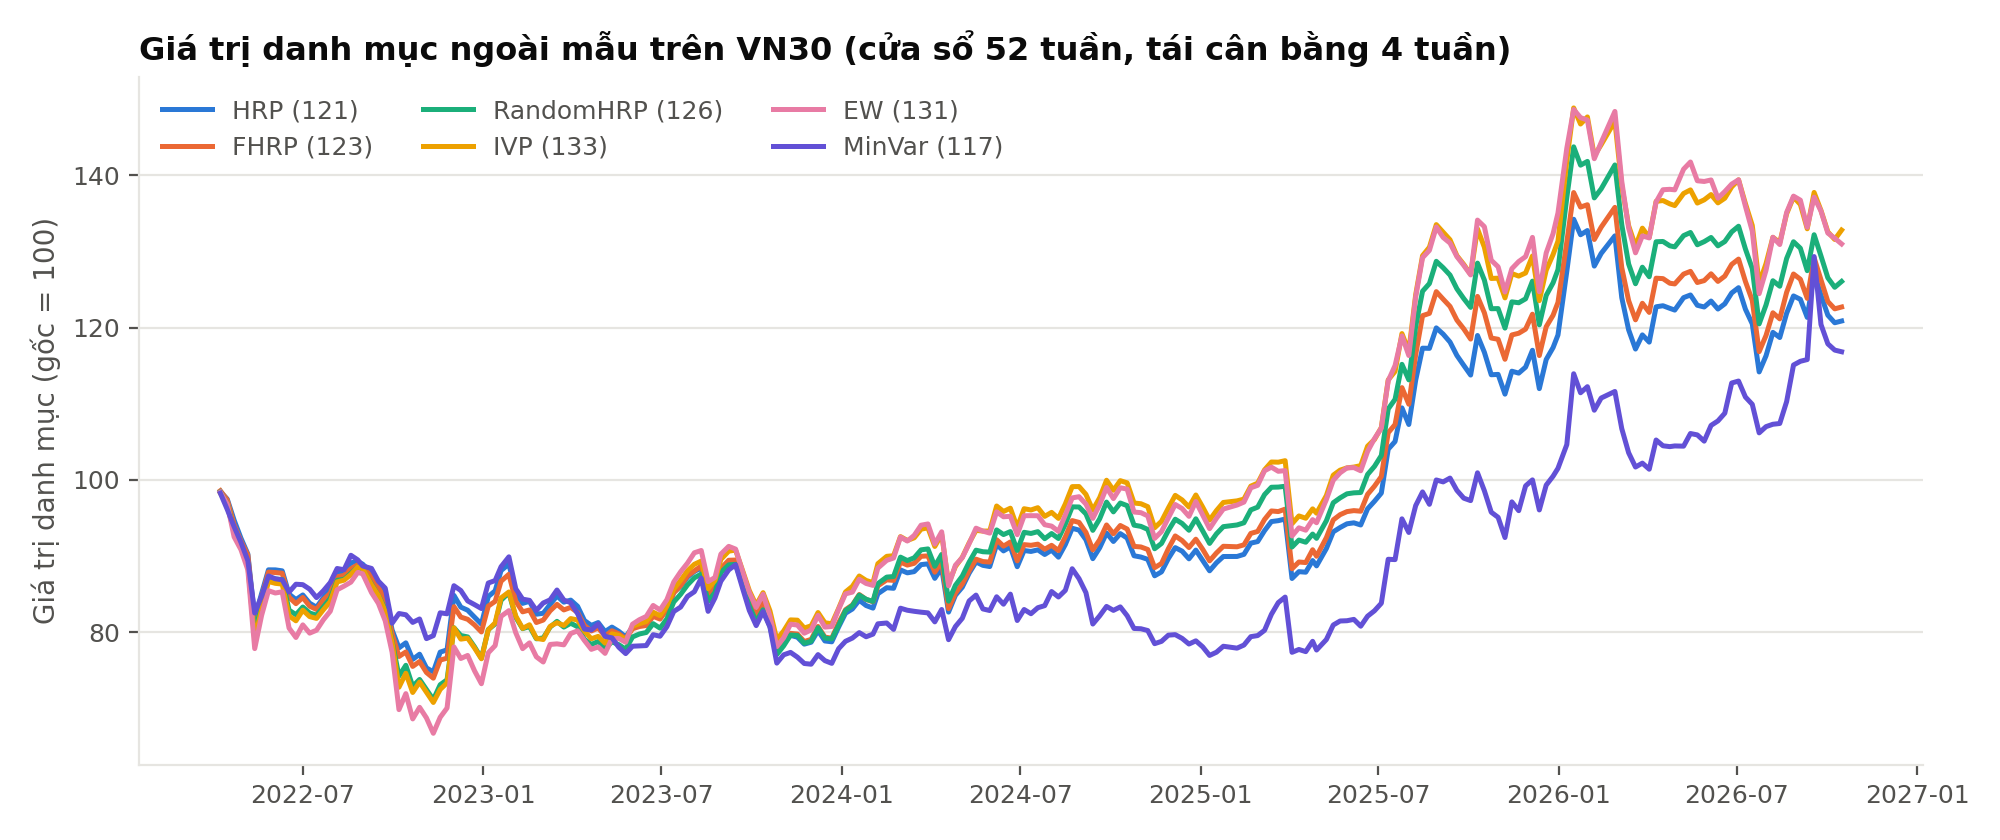 Giá trị danh mục ngoài mẫu trên VN30 (cửa sổ 52 tuần, tái cân bằng 4 tuần)
HRP (121)
FHRP (123)
RandomHRP (126)
IVP (133)
EW (131)
MinVar (117)
Giá trị danh mục (gốc = 100)
140
120
100
80
2022-07
2023-01
2023-07
2024-01
2024-07
2025-01
2025-07
2026-01
2026-07
2027-01